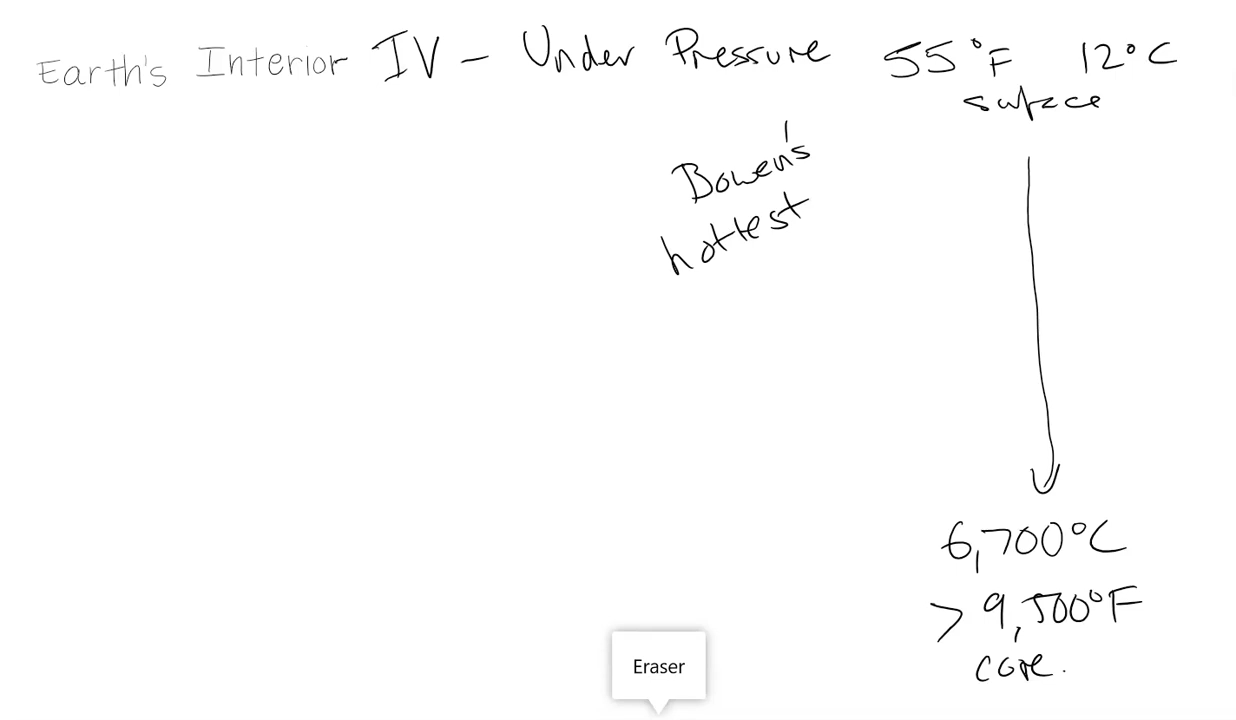 Earth's Interior IV – Under Pressure 55°F 12°C
surface
Bowen's
hottest
6,700°C
> 9,500°F
core.
Eraser